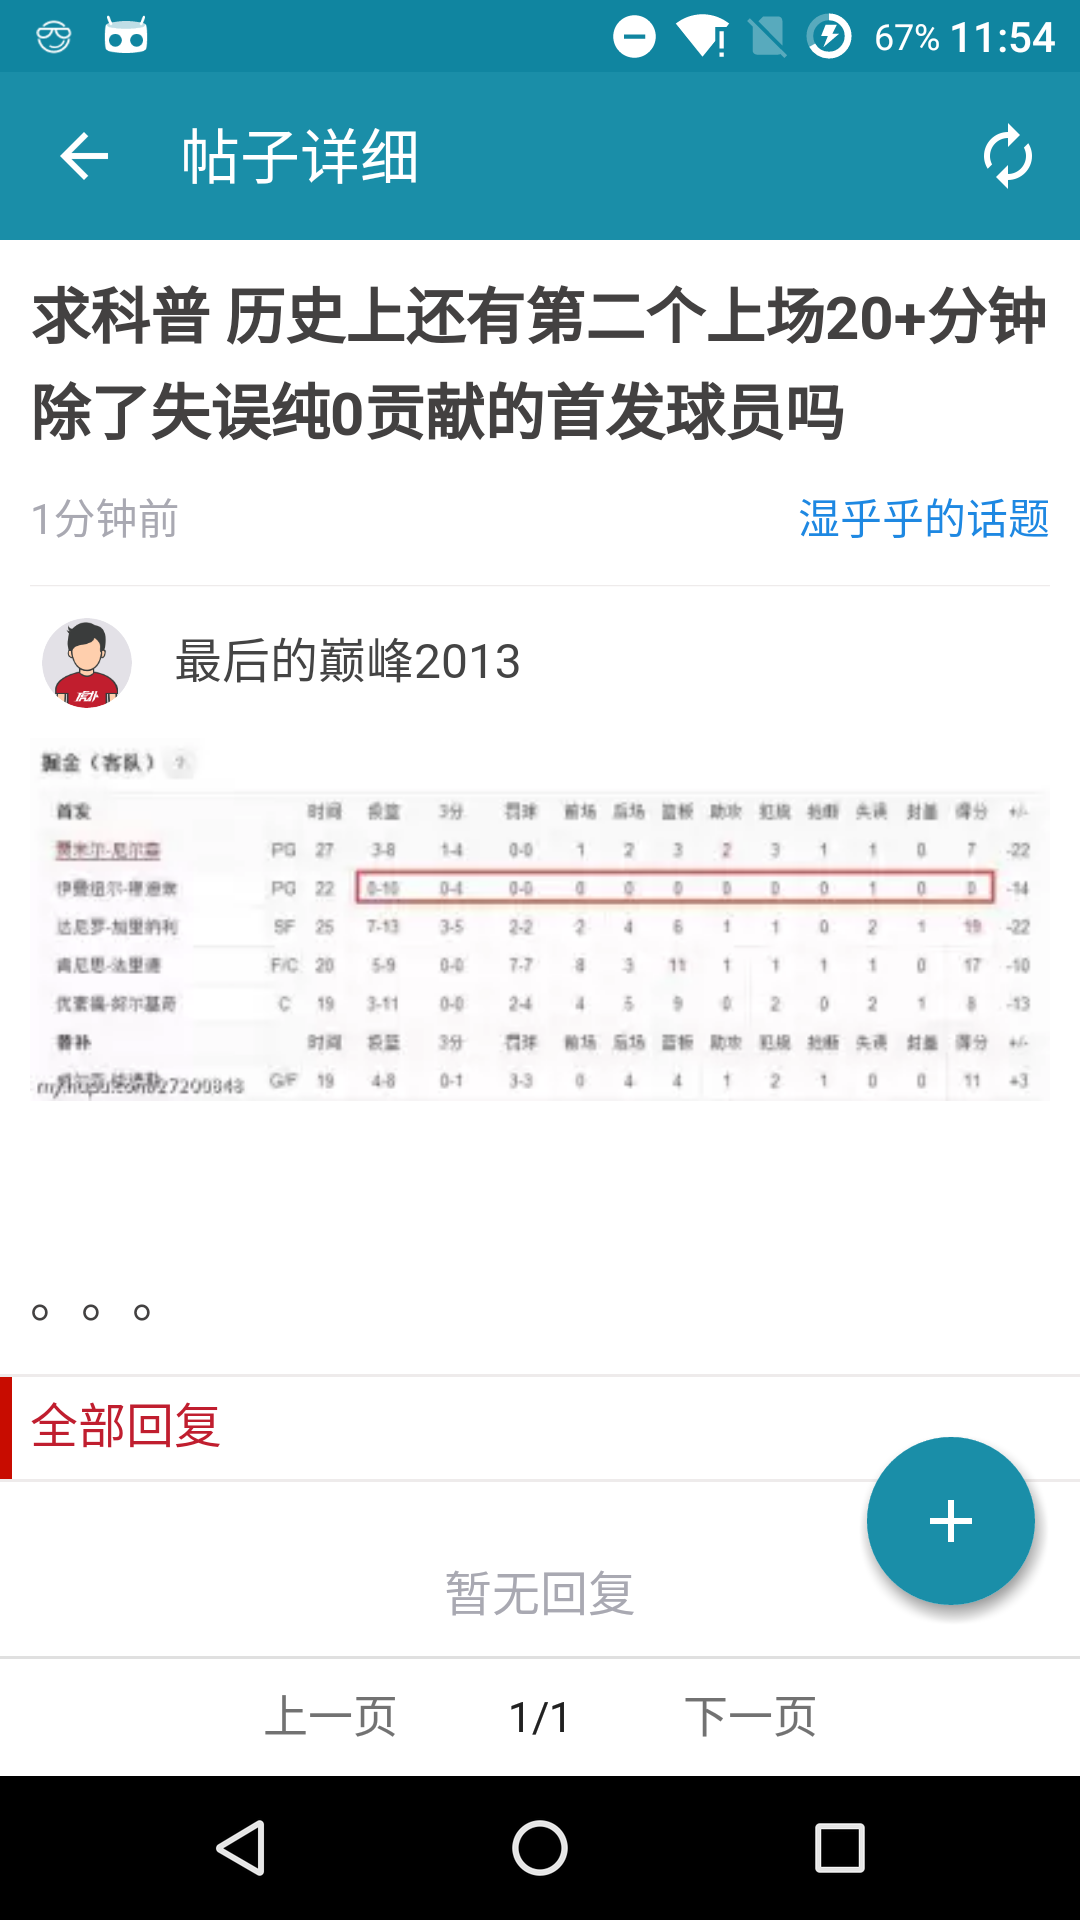 67% 11:54
帖子详细
求科普 历史上还有第二个上场20+分钟
除了失误纯0贡献的首发球员吗
1分钟前 湿乎乎的话题
虎扑
最后的巅峰2013
掘金（客队） ?
首发 时间 投篮 3分 罚球 前场 后场 篮板 助攻 犯规 抢断 失误 封盖 得分 +/-
贾米尔-尼尔森 PG 27 3-8 1-4 0-0 1 2 3 2 3 1 1 0 7 -22
伊曼纽尔-穆迪埃 PG 22 0-10 0-4 0-0 0 0 0 0 0 0 1 0 0 -14
达尼罗-加里纳利 SF 25 7-13 3-5 2-2 2 4 6 1 1 0 2 1 19 -22
肯尼思-法里德 F/C 20 5-9 0-0 7-7 8 3 11 1 1 1 1 0 17 -10
优素福-努尔基奇 C 19 3-11 0-0 2-4 4 5 9 0 2 0 2 1 8 -13
替补 时间 投篮 3分 罚球 前场 后场 篮板 助攻 犯规 抢断 失误 封盖 得分 +/-
G/F 19 4-8 0-1 3-3 0 4 4 1 2 1 0 0 11 +3
。。。
全部回复
暂无回复
上一页 1/1 下一页